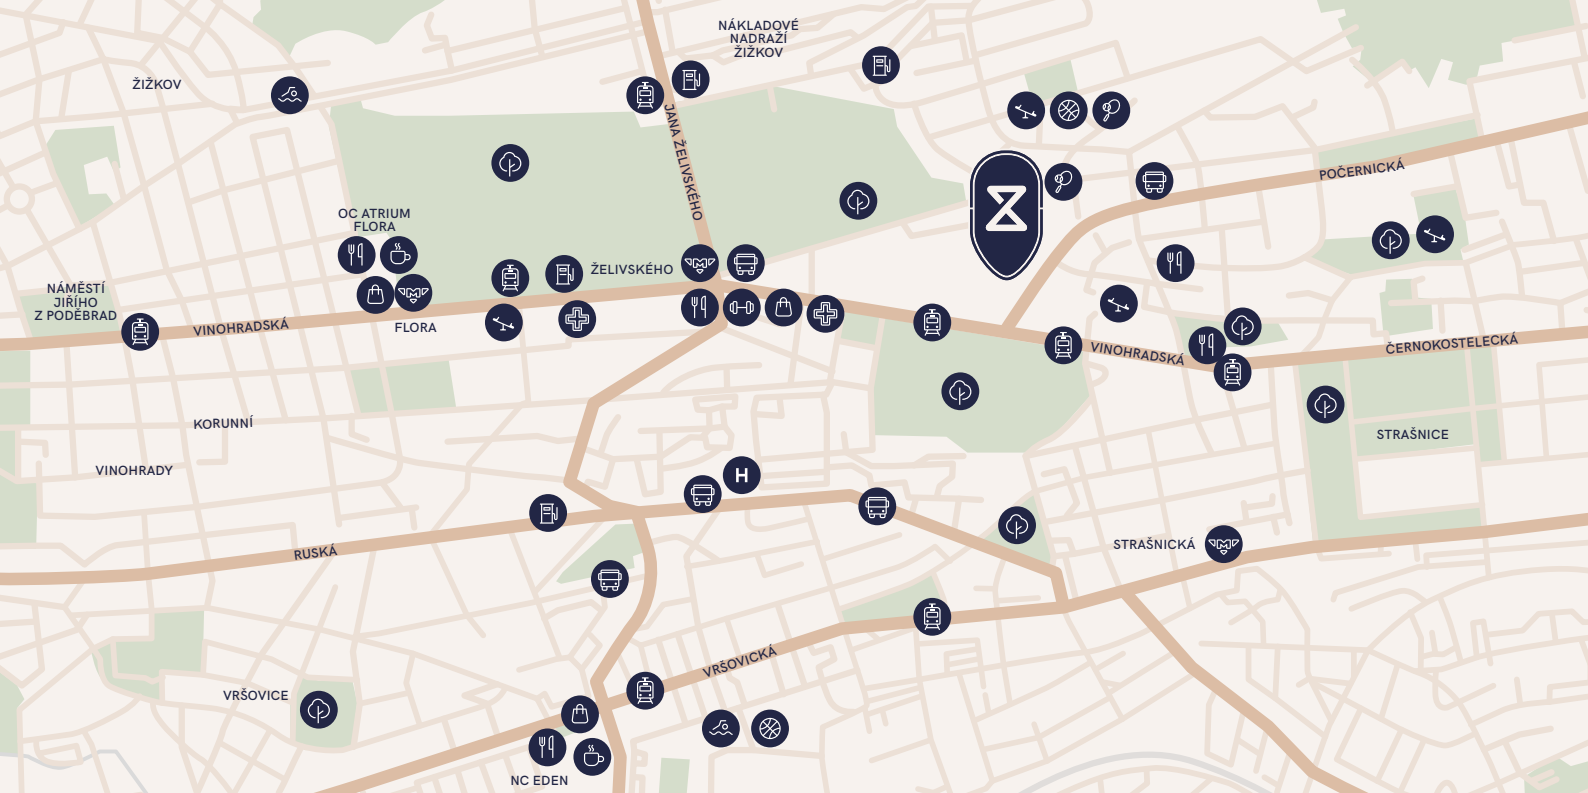 NÁKLADOVÉ
NADRAŽÍ
ŽIŽKOV
ŽIŽKOV
JANA ŽELIVSKÉHO
POČERNICKÁ
OC ATRIUM
FLORA
ŽELIVSKÉHO
NÁMĚSTÍ
JIŘÍHO
Z PODĚBRAD
VINOHRADSKÁ
FLORA
VINOHRADSKÁ
ČERNOKOSTELECKÁ
KORUNNÍ
STRAŠNICE
VINOHRADY
H
RUSKÁ
STRAŠNICKÁ
VRŠOVICKÁ
VRŠOVICE
NC EDEN